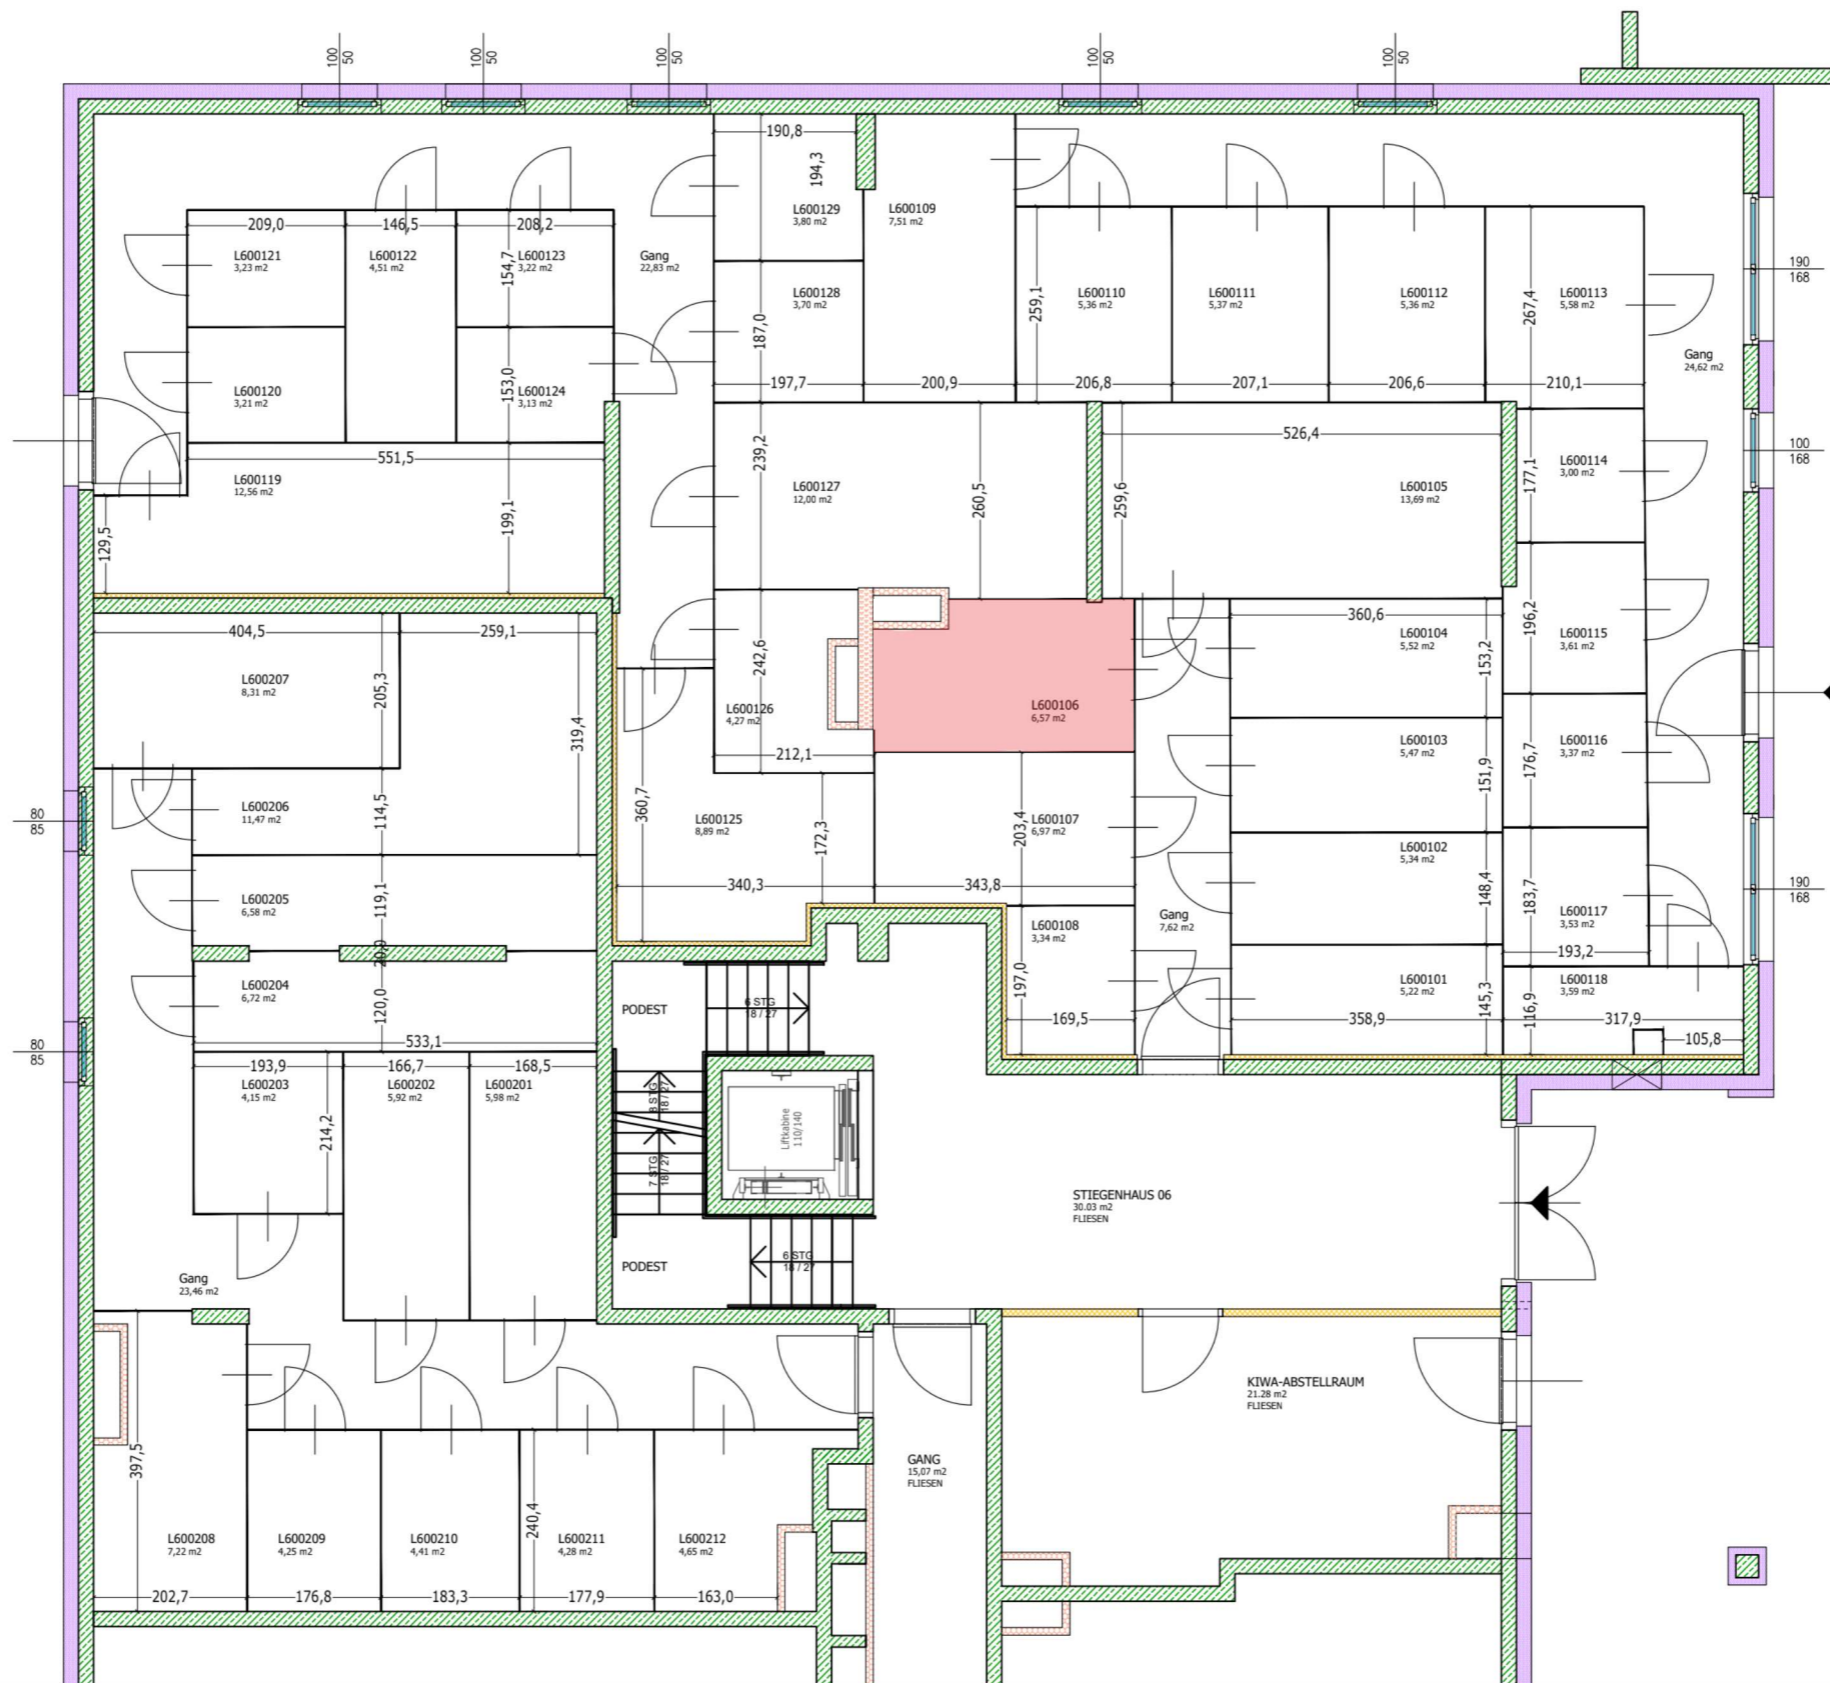 100
50
100
50
100
50
100
50
100
50
190,8
194,3
L600129
3,80 m2
L600109
7,51 m2
209,0
146,5
208,2
L600121
3,23 m2
L600122
4,51 m2
154,7
L600123
3,22 m2
Gang
22,83 m2
190
168
L600128
3,70 m2
187,0
259,1
L600110
5,36 m2
L600111
5,37 m2
L600112
5,36 m2
267,4
L600113
5,58 m2
Gang
24,62 m2
L600120
3,21 m2
153,0
L600124
3,13 m2
197,7
200,9
206,8
207,1
206,6
210,1
551,5
239,2
526,4
100
168
L600119
12,56 m2
199,1
129,5
L600127
12,00 m2
260,5
259,6
L600105
13,69 m2
177,1
L600114
3,00 m2
404,5
259,1
360,6
L600104
5,52 m2
153,2
196,2
L600115
3,61 m2
L600207
8,31 m2
205,3
319,4
242,6
L600126
4,27 m2
L600106
6,57 m2
212,1
L600103
5,47 m2
151,9
176,7
L600116
3,37 m2
80
85
L600206
11,47 m2
114,5
360,7
L600125
8,89 m2
172,3
203,4
L600107
6,97 m2
L600102
5,34 m2
148,4
340,3
343,8
190
168
L600205
6,58 m2
119,1
20,0
L600108
3,34 m2
Gang
7,62 m2
183,7
L600117
3,53 m2
193,2
L600204
6,72 m2
120,0
533,1
PODEST
6 STG
18 / 27
197,0
169,5
L600101
5,22 m2
145,3
358,9
116,9
L600118
3,59 m2
317,9
105,8
80
85
193,9
166,7
168,5
L600203
4,15 m2
L600202
5,92 m2
L600201
5,98 m2
214,2
8 STG
18 / 27
7 STG
18 / 27
Liftkabine
110/140
STIEGENHAUS 06
30.03 m2
FLIESEN
PODEST
6 STG
18 / 27
Gang
23,46 m2
KIWA-ABSTELLRAUM
21.28 m2
FLIESEN
397,5
GANG
15,07 m2
FLIESEN
240,4
L600208
7,22 m2
L600209
4,25 m2
L600210
4,41 m2
L600211
4,28 m2
L600212
4,65 m2
202,7
176,8
183,3
177,9
163,0